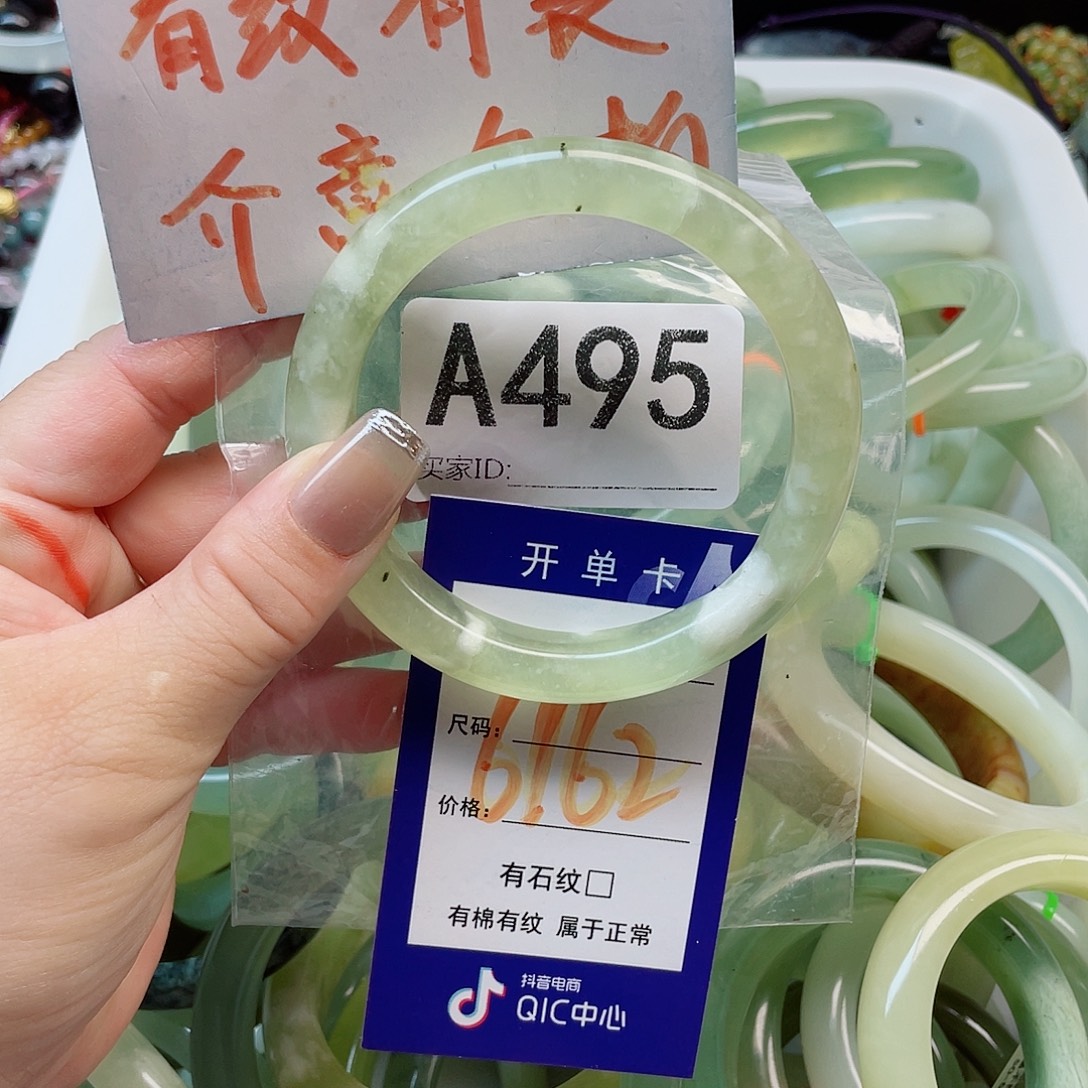 有纹有裂
介意勿拍
A495
买家ID:
开单卡
尺码:
6162
价格:
有石纹□
有棉有纹 属于正常
抖音电商
QIC中心